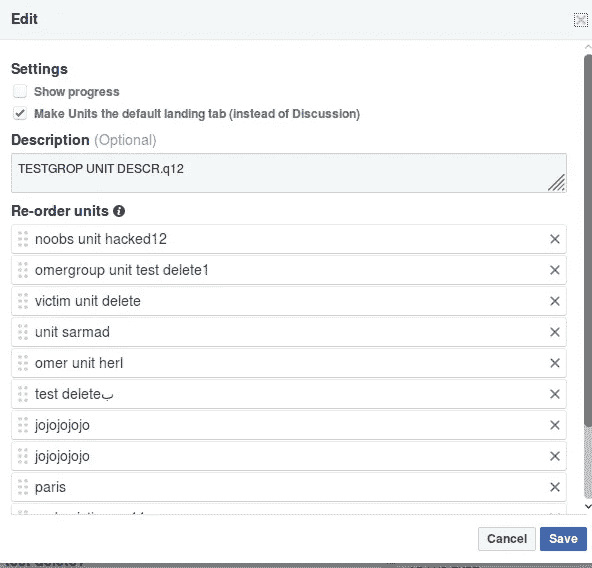 Edit
Settings
Show progress
Make Units the default landing tab (instead of Discussion)
Description (Optional)
TESTGROP UNIT DESCR.q12
Re-order units
noobs unit hacked12
omergroup unit test delete1
victim unit delete
unit sarmad
omer unit herl
test deleteب
jojojojojo
jojojojojo
paris
Cancel Save